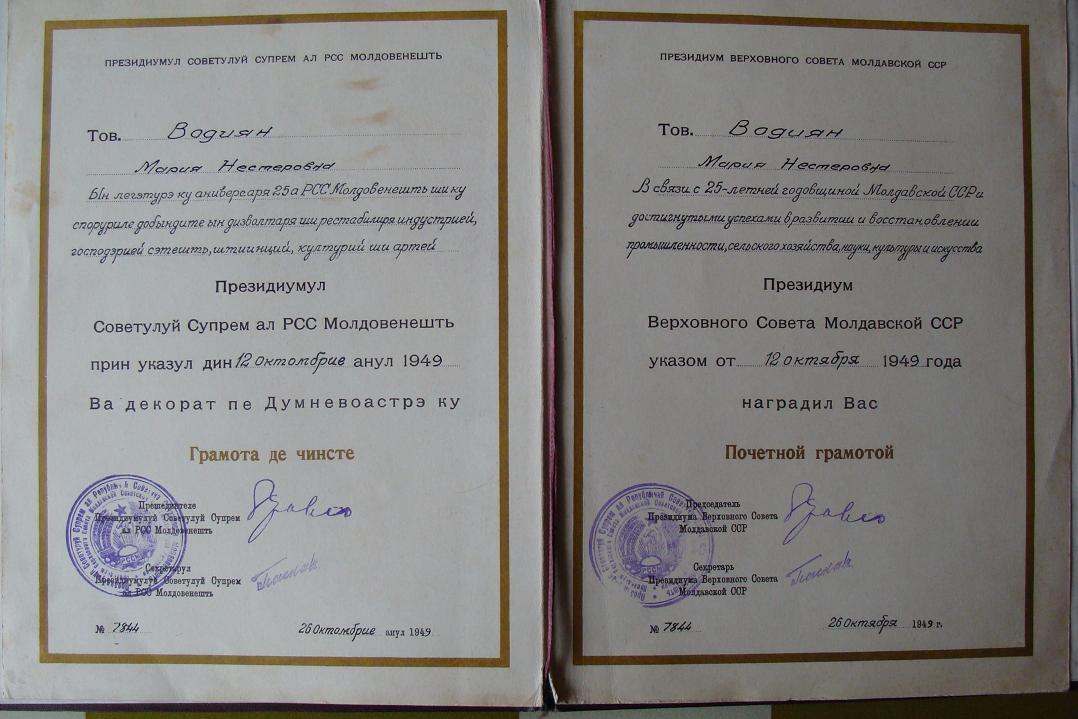 ПРЕЗИДИУМУЛ СОВЕТУЛУЙ СУПРЕМ АЛ РСС МОЛДОВЕНЕШТЬ
Тов. Водиян
Мария Нестеровна
Ын легэтурэ ку аниверсаря 25 а РСС Молдовенешть ши ку
споруриле добындите ын дизволтаря ши рестабилиря индустрией,
господэрией сэтешть, штиинций, културий ши артей
Президиумул
Советулуй Супрем ал РСС Молдовенешть
прин указул дин 12 октомбрие анул 1949
Ва декорат пе Думневоастрэ ку
Грамота де чинсте
Прешединтеле
Президиумулуй Советулуй Супрем
ал РСС Молдовенешть
Секретарул
Президиумулуй Советулуй Супрем
ал РСС Молдовенешть
№ 7844
26 Октомбрие анул 1949
ПРЕЗИДИУМ ВЕРХОВНОГО СОВЕТА МОЛДАВСКОЙ ССР
Тов. Водиян
Мария Нестеровна
В связи с 25-летней годовщиной Молдавской ССР и
достигнутыми успехами в развитии и восстановлении
промышленности, сельского хозяйства, науки, культуры и искусства
Президиум
Верховного Совета Молдавской ССР
указом от 12 октября 1949 года
наградил Вас
Почетной грамотой
Председатель
Президиума Верховного Совета
Молдавской ССР
Секретарь
Президиума Верховного Совета
Молдавской ССР
№ 7844
26 Октября 1949 г.